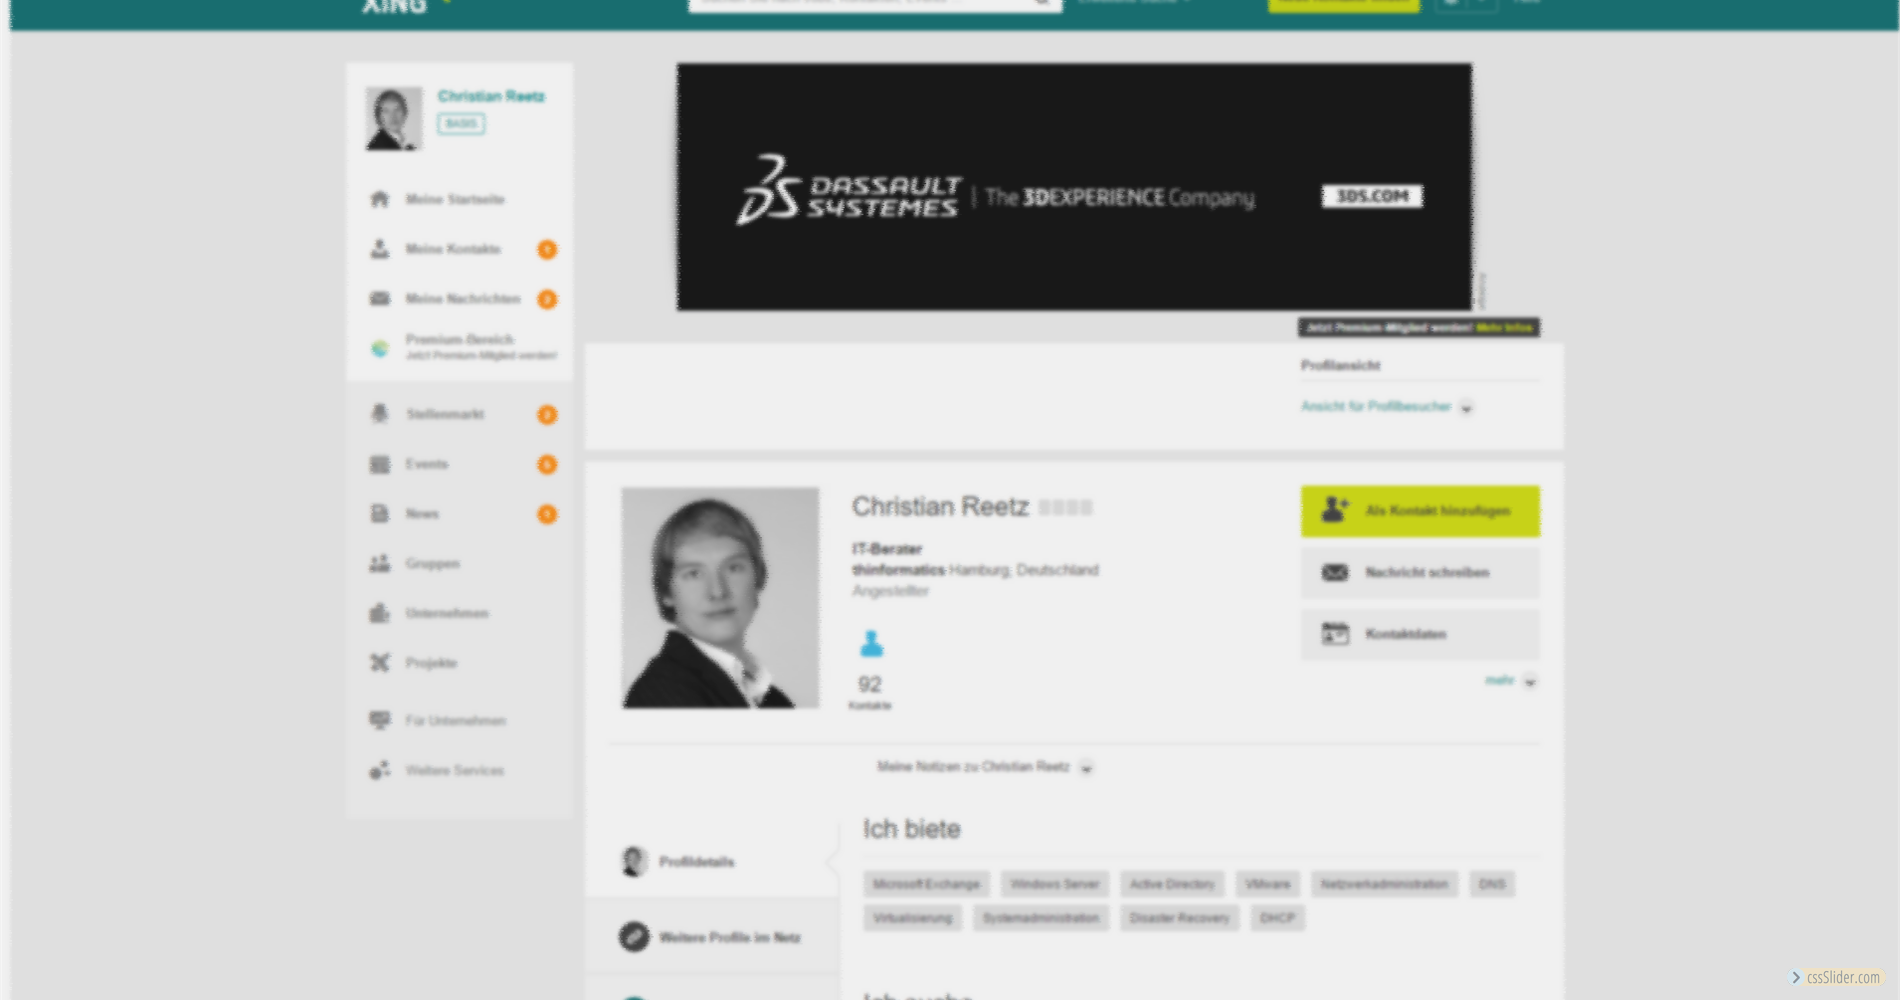 XING
Christian Reetz
BASIS
Meine Startseite
Meine Kontakte
Meine Nachrichten
Premium-Bereich
Jetzt Premium-Mitglied werden!
Stellenmarkt
Events
News
Gruppen
Unternehmen
Projekte
Für Unternehmen
Weitere Services
DASSAULT
SYSTEMES
The 3DEXPERIENCE Company
3DS.COM
Jetzt Premium-Mitglied werden! Mehr Infos
Profilansicht
Ansicht für Profilbesucher
Christian Reetz
IT-Berater
thinformatics Hamburg, Deutschland
Angestellter
92
Kontakte
Als Kontakt hinzufügen
Nachricht schreiben
Kontaktdaten
mehr
Meine Notizen zu Christian Reetz
Profildetails
Weitere Profile im Netz
Ich biete
Microsoft Exchange Windows Server Active Directory VMware Netzwerkadministration DNS
Virtualisierung Systemadministration Disaster Recovery DHCP
Ich suche
cssSlider.com